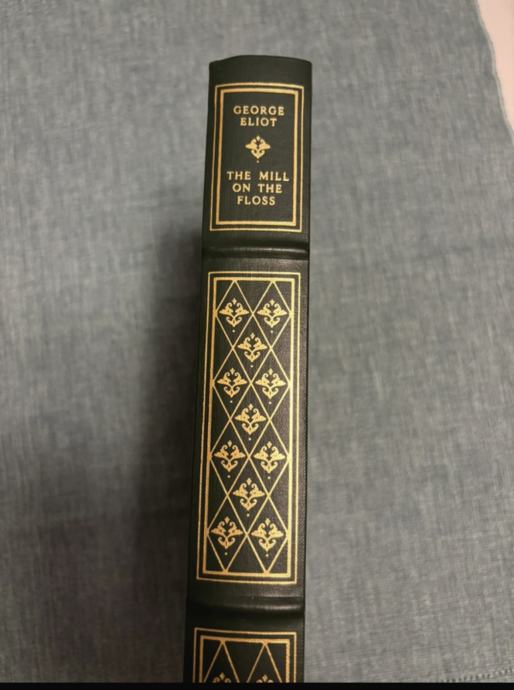 GEORGE
ELIOT
THE MILL
ON THE
FLOSS